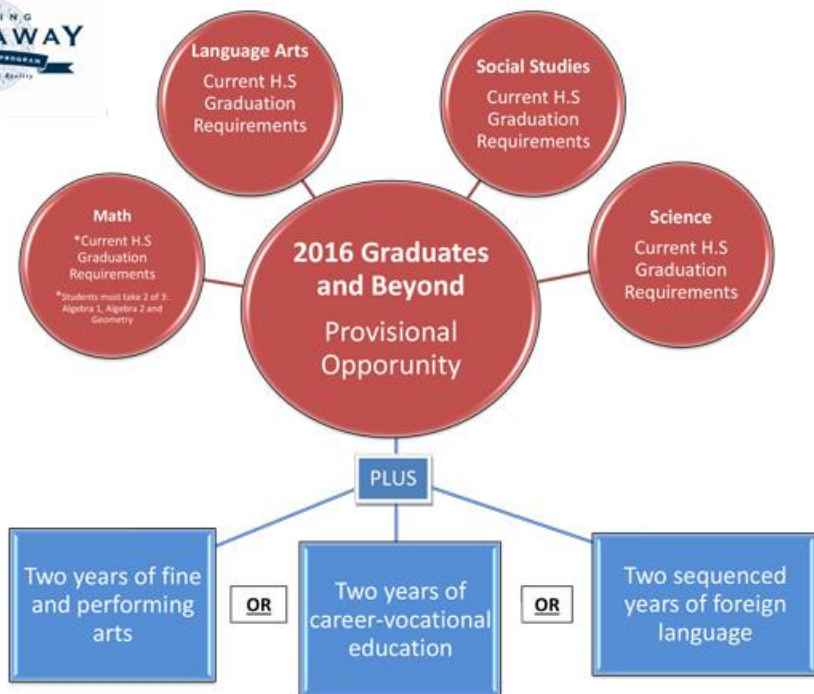 ING
AWAY
PROGRAM
Language Arts
Current H.S
Graduation
Requirements
Social Studies
Current H.S
Graduation
Requirements
Math
*Current H.S
Graduation
Requirements
*Students must take 2 of 3:
Algebra 1, Algebra 2 and
Geometry
2016 Graduates
and Beyond
Provisional
Opporunity
Science
Current H.S
Graduation
Requirements
PLUS
Two years of fine
and performing
arts
OR
Two years of
career-vocational
education
OR
Two sequenced
years of foreign
language